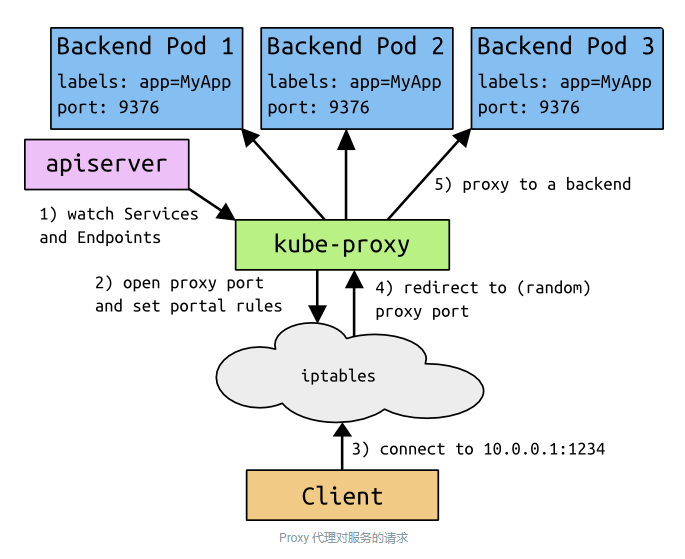 Backend Pod 1
labels: app=MyApp
port: 9376
Backend Pod 2
labels: app=MyApp
port: 9376
Backend Pod 3
labels: app=MyApp
port: 9376
apiserver
1) watch Services
and Endpoints
5) proxy to a backend
kube-proxy
2) open proxy port
and set portal rules
4) redirect to (random)
proxy port
iptables
3) connect to 10.0.0.1:1234
Client
Proxy 代理对服务的请求